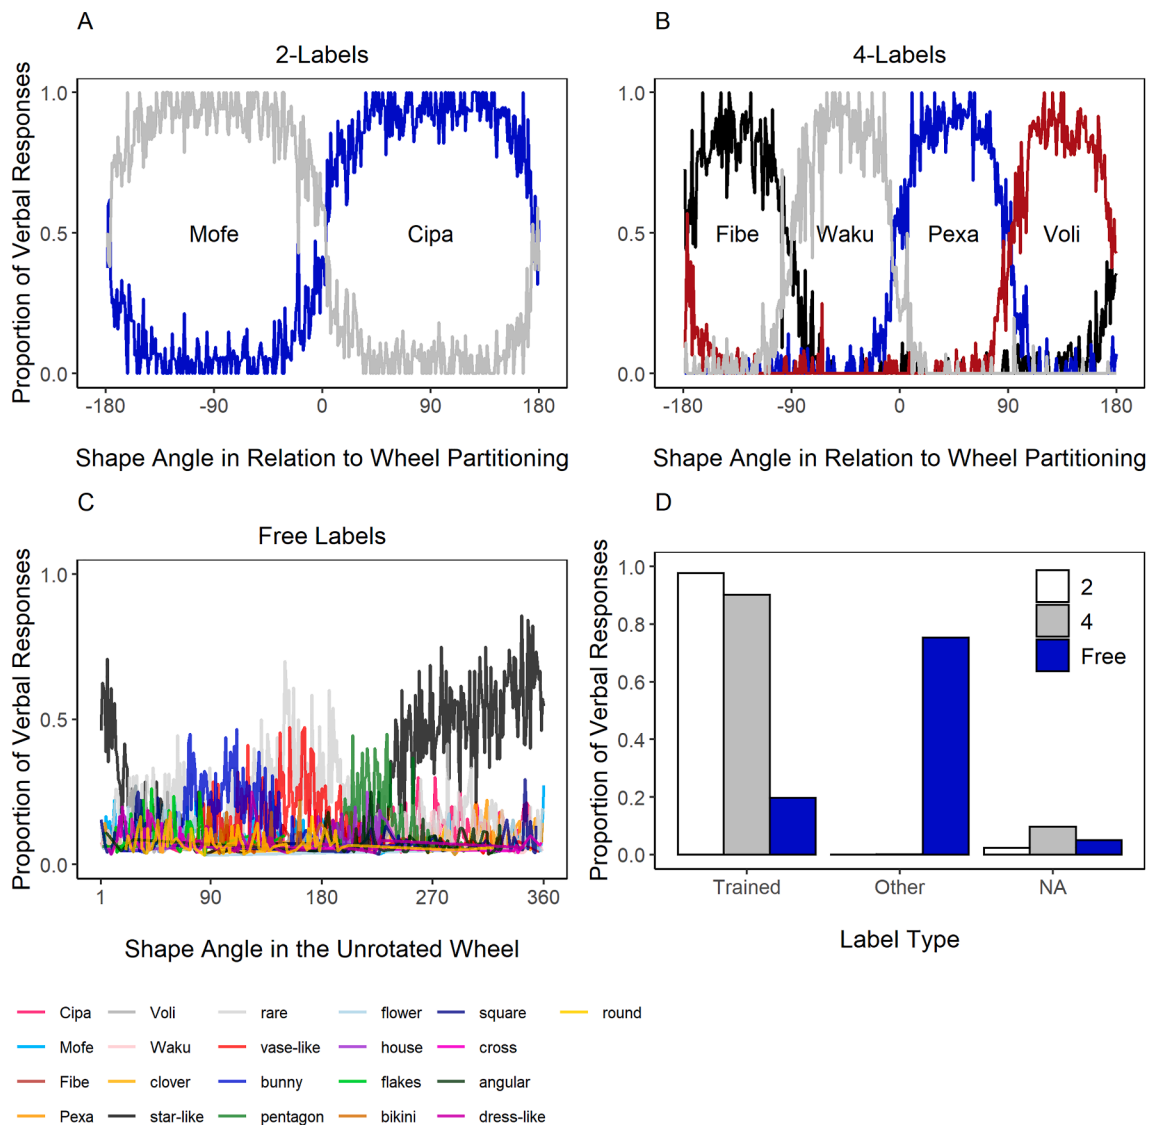 A
2-Labels
Proportion of Verbal Responses
1.0
0.5
0.0
Mofe
Cipa
-180 -90 0 90 180
Shape Angle in Relation to Wheel Partitioning
B
4-Labels
Proportion of Verbal Responses
1.0
0.5
0.0
Fibe
Waku
Pexa
Voli
-180 -90 0 90 180
Shape Angle in Relation to Wheel Partitioning
C
Free Labels
Proportion of Verbal Responses
1.0
0.5
0.0
1 90 180 270 360
Shape Angle in the Unrotated Wheel
D
Proportion of Verbal Responses
1.0
0.8
0.6
0.4
0.2
0.0
2
4
Free
Trained Other NA
Label Type
Cipa Voli rare flower square round
Mofe Waku vase-like house cross
Fibe clover bunny flakes angular
Pexa star-like pentagon bikini dress-like